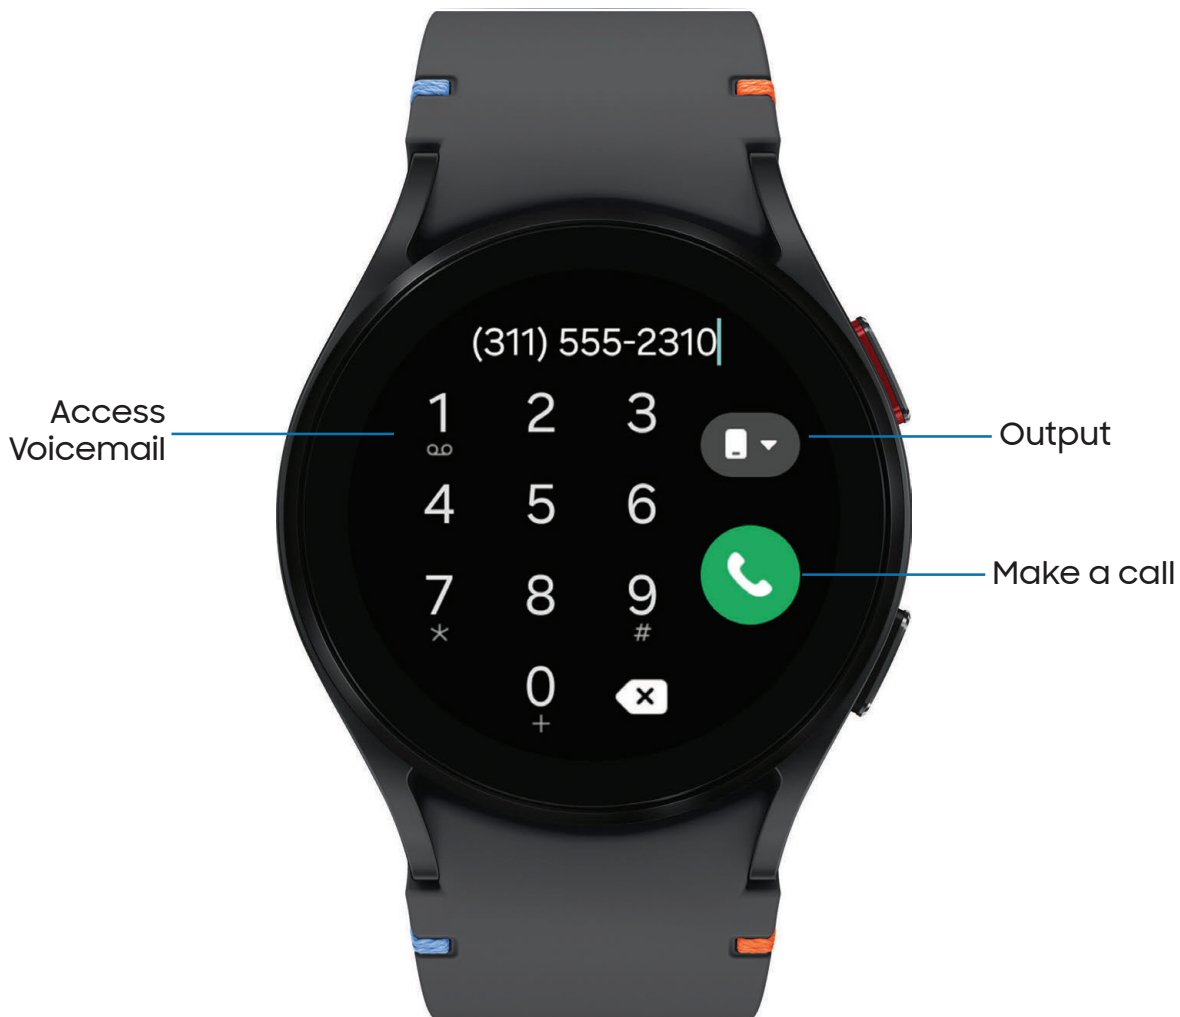 (311) 555-2310
Access
Voicemail
1 2 3
Output
4 5 6
Make a call
7 8 9
* #
0
+